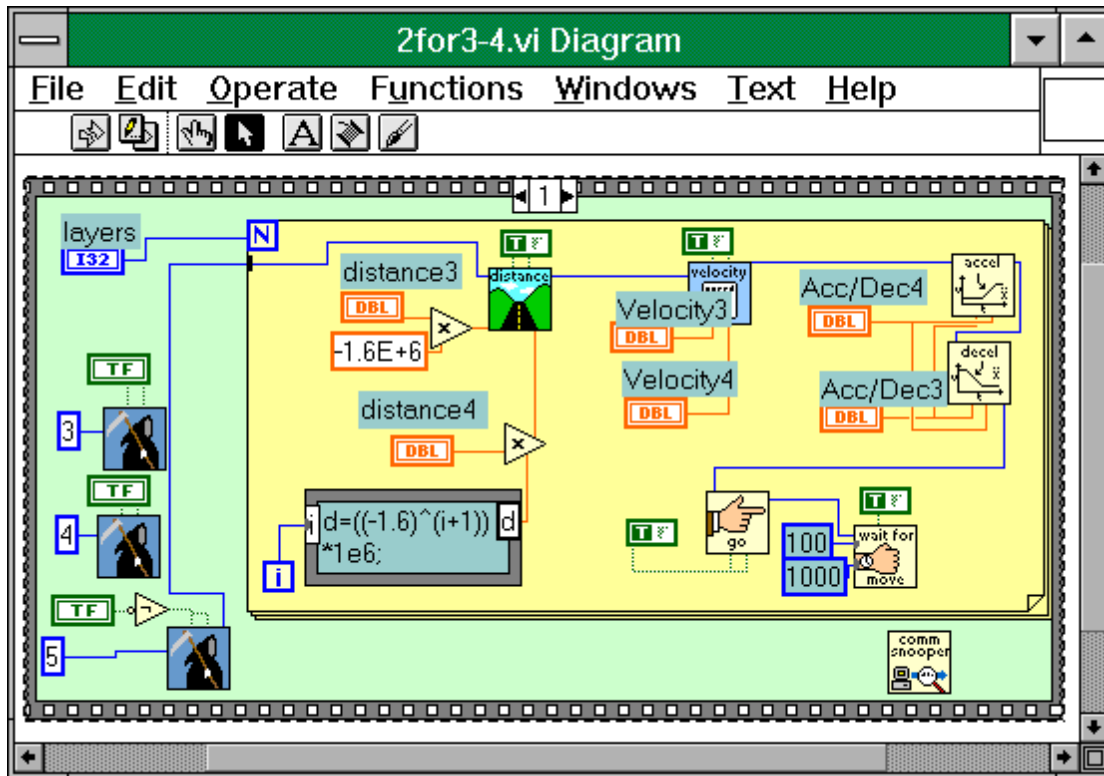 2for3-4.vi Diagram
File Edit Operate Functions Windows Text Help
A
1
layers
I32
N
distance3
DBL
-1.6E+6
T
distance
T
velocity
Velocity3
DBL
Velocity4
DBL
Acc/Dec4
DBL
accel
decel
Acc/Dec3
DBL
TF
3
TF
4
TF
5
distance4
DBL
i
d=((-1.6)^(i+1))
*1e6;
d
i
T
go
T
100
1000
wait for
move
comm
snooper